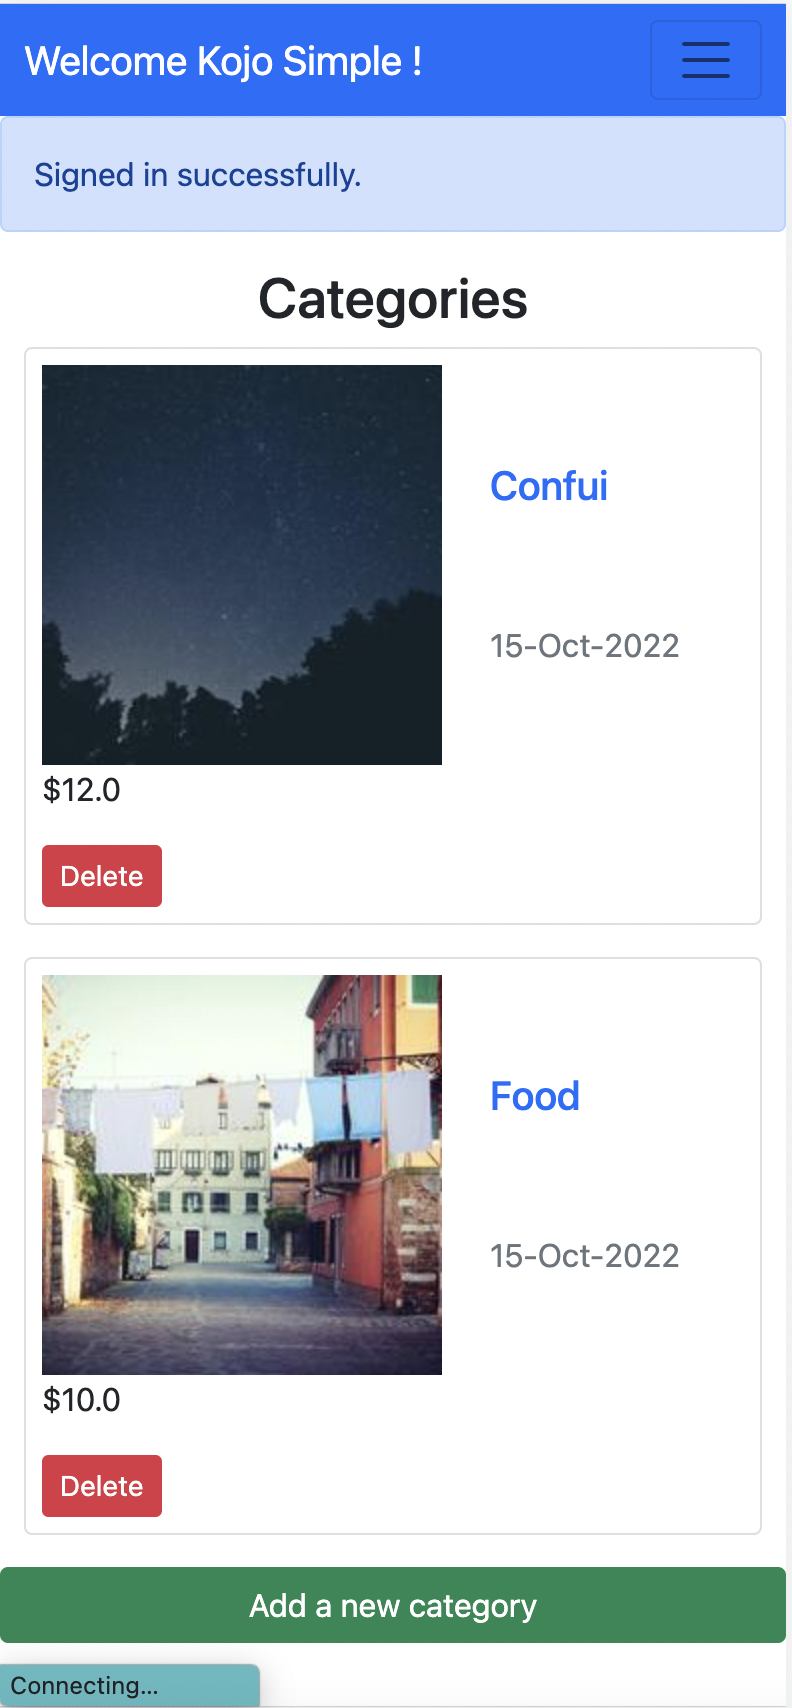 Welcome Kojo Simple !
Signed in successfully.
Categories
Confui
15-Oct-2022
$12.0
Delete
Food
15-Oct-2022
$10.0
Delete
Add a new category
Connecting...